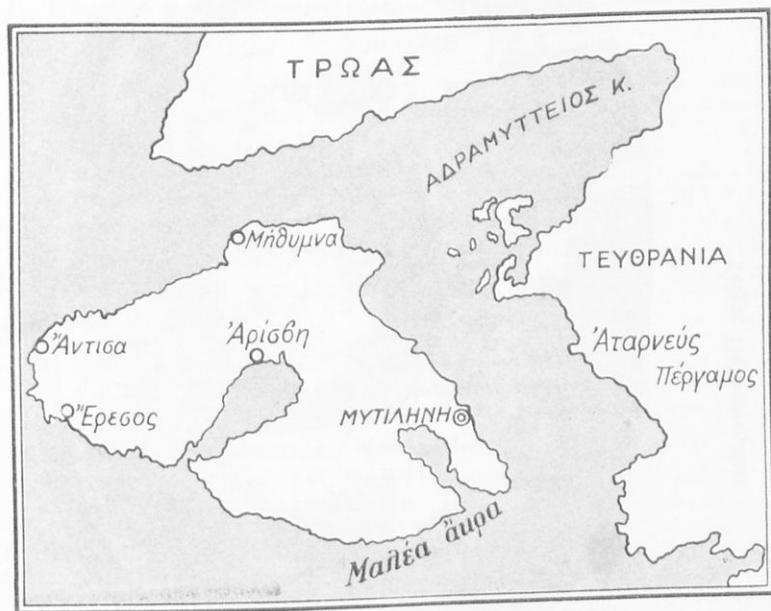 ΤΡΩΑΣ
ΑΔΡΑΜΥΤΤΕΙΟΣ Κ.
Μήθυμνα
ΤΕΥΘΡΑΝΙΑ
Ἄντισα
Ἀρίσβη
Ἀταρνεύς
Πέργαμος
Ἔρεσος
ΜΥΤΙΛΗΝΗ
Μαλέα ἄκρα